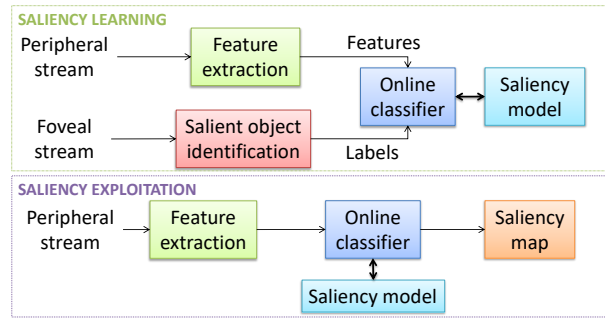 SALIENCY LEARNING
Peripheral
stream
Feature
extraction
Features
Online
classifier
Saliency
model
Foveal
stream
Salient object
identification
Labels
SALIENCY EXPLOITATION
Peripheral
stream
Feature
extraction
Online
classifier
Saliency
map
Saliency model